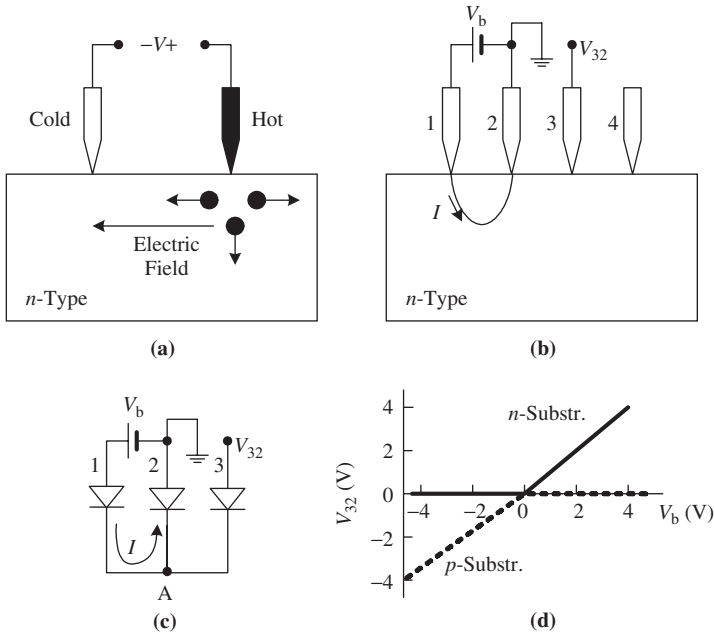 −V+
Cold
Hot
Electric
Field
n-Type
(a)
V_b
V_32
1
2
3
4
I
n-Type
(b)
V_b
V_32
1
2
3
I
A
(c)
4
2
0
−2
−4
V_32 (V)
−4
−2
0
2
4
V_b (V)
n-Substr.
p-Substr.
(d)